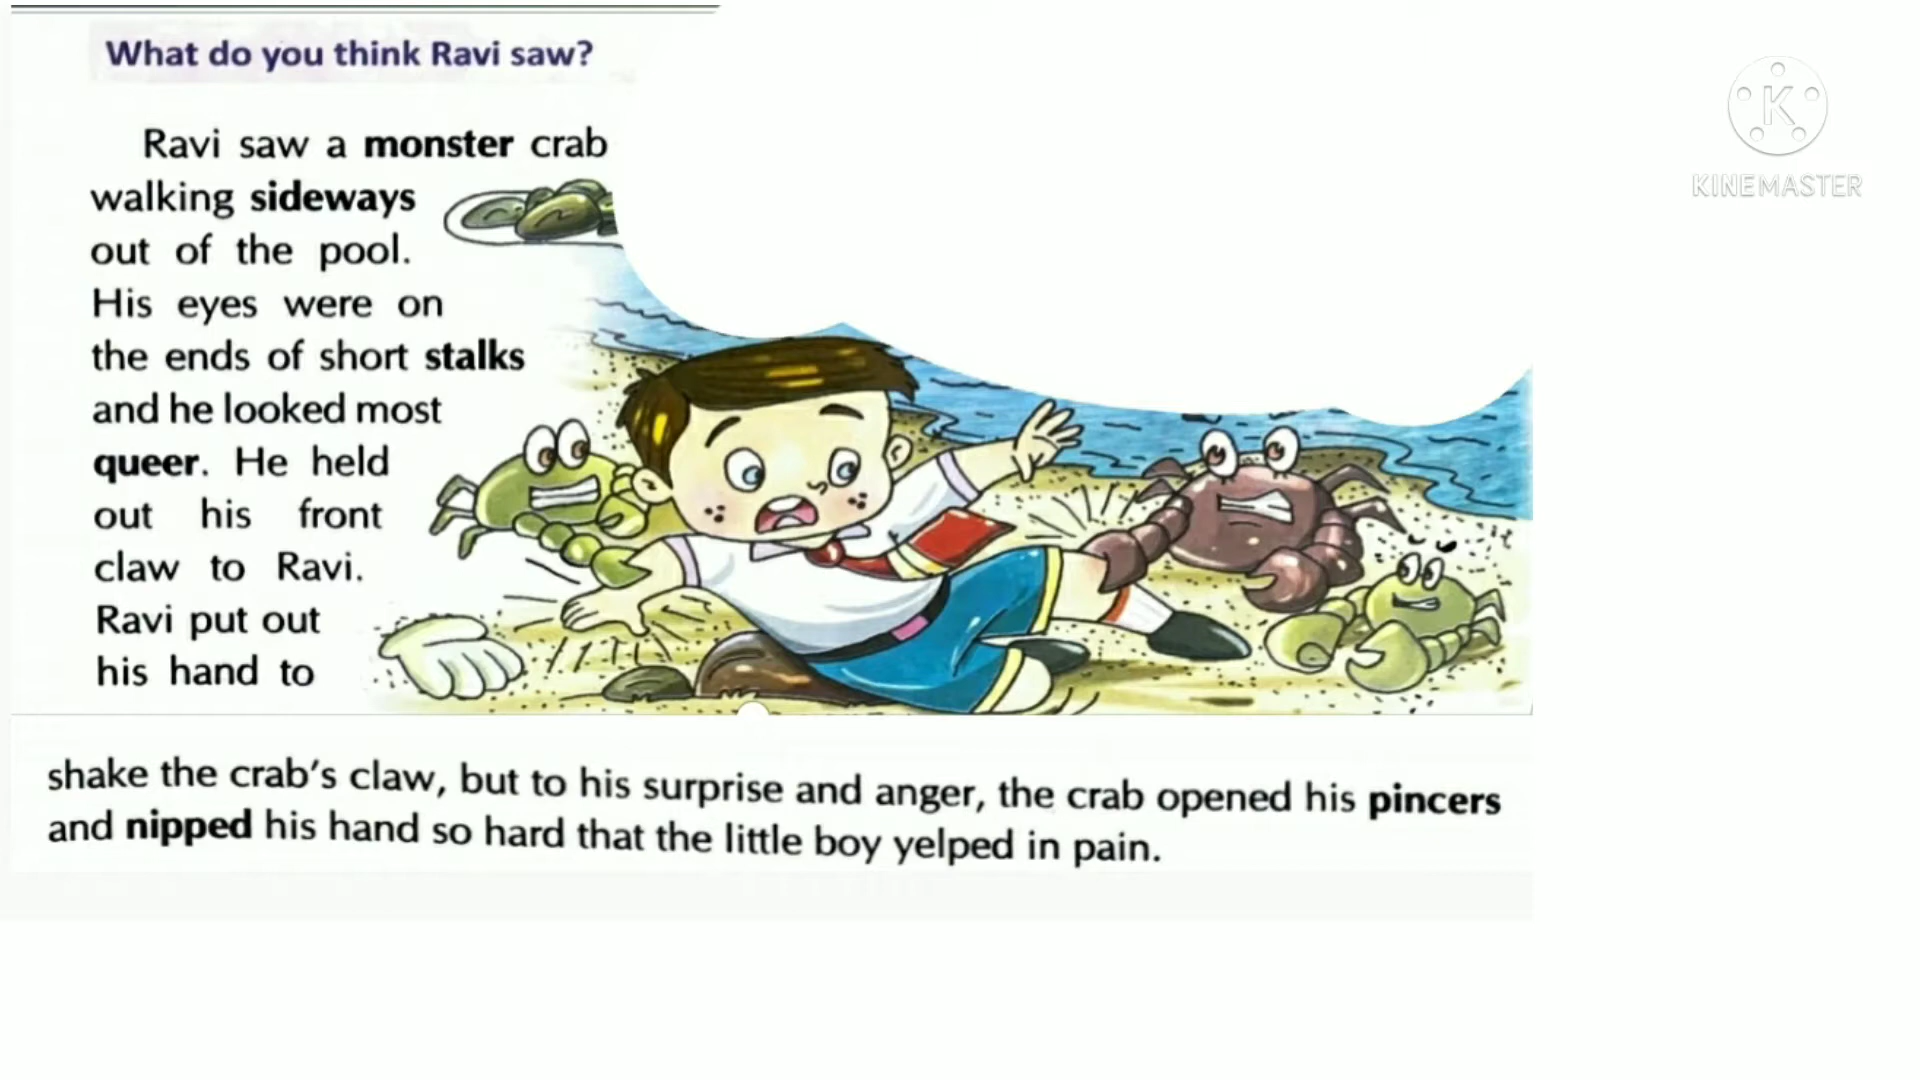 What do you think Ravi saw?
Ravi saw a monster crab
walking sideways
out of the pool.
His eyes were on
the ends of short stalks
and he looked most
queer. He held
out his front
claw to Ravi.
Ravi put out
his hand to
shake the crab's claw, but to his surprise and anger, the crab opened his pincers
and nipped his hand so hard that the little boy yelped in pain.
K
KINEMASTER